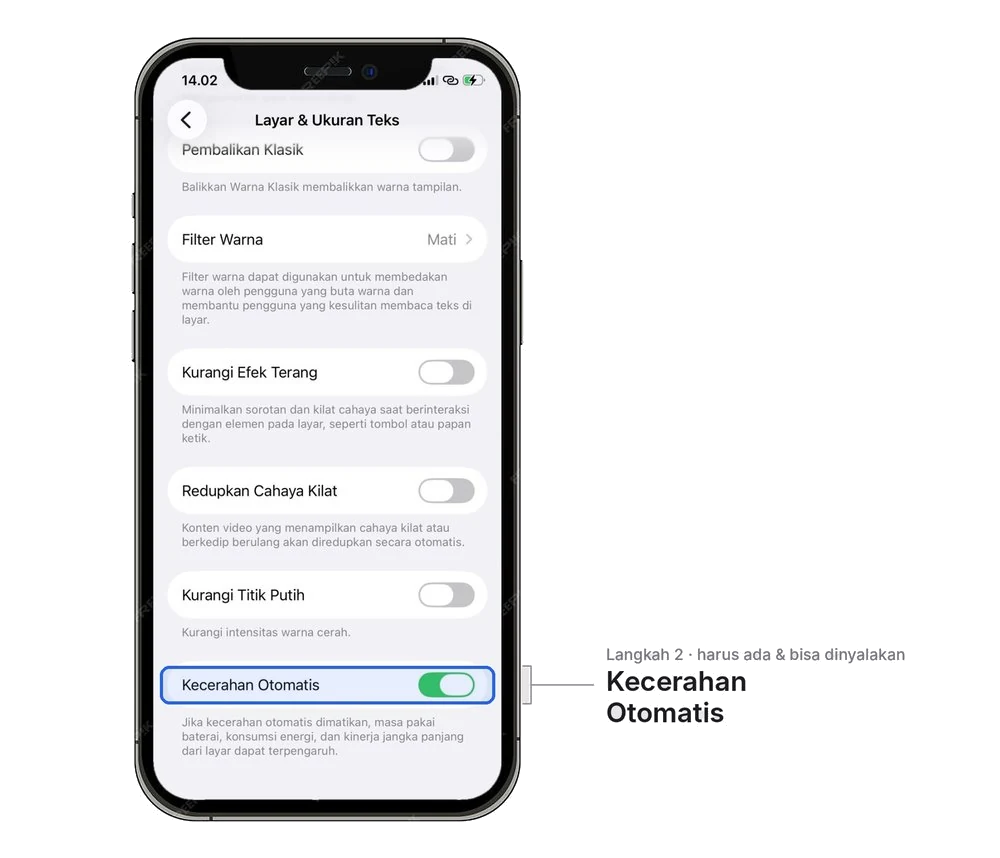 14.02
Layar & Ukuran Teks
Pembalikan Klasik
Balikkan Warna Klasik membalikkan warna tampilan.
Filter Warna
Mati
Filter warna dapat digunakan untuk membedakan
warna oleh pengguna yang buta warna dan
membantu pengguna yang kesulitan membaca teks di
layar.
Kurangi Efek Terang
Minimalkan sorotan dan kilat cahaya saat berinteraksi
dengan elemen pada layar, seperti tombol atau papan
ketik.
Redupkan Cahaya Kilat
Konten video yang menampilkan cahaya kilat atau
berkedip berulang akan diredupkan secara otomatis.
Kurangi Titik Putih
Kurangi intensitas warna cerah.
Kecerahan Otomatis
Jika kecerahan otomatis dimatikan, masa pakai
baterai, konsumsi energi, dan kinerja jangka panjang
dari layar dapat terpengaruh.
Langkah 2 · harus ada & bisa dinyalakan
Kecerahan
Otomatis